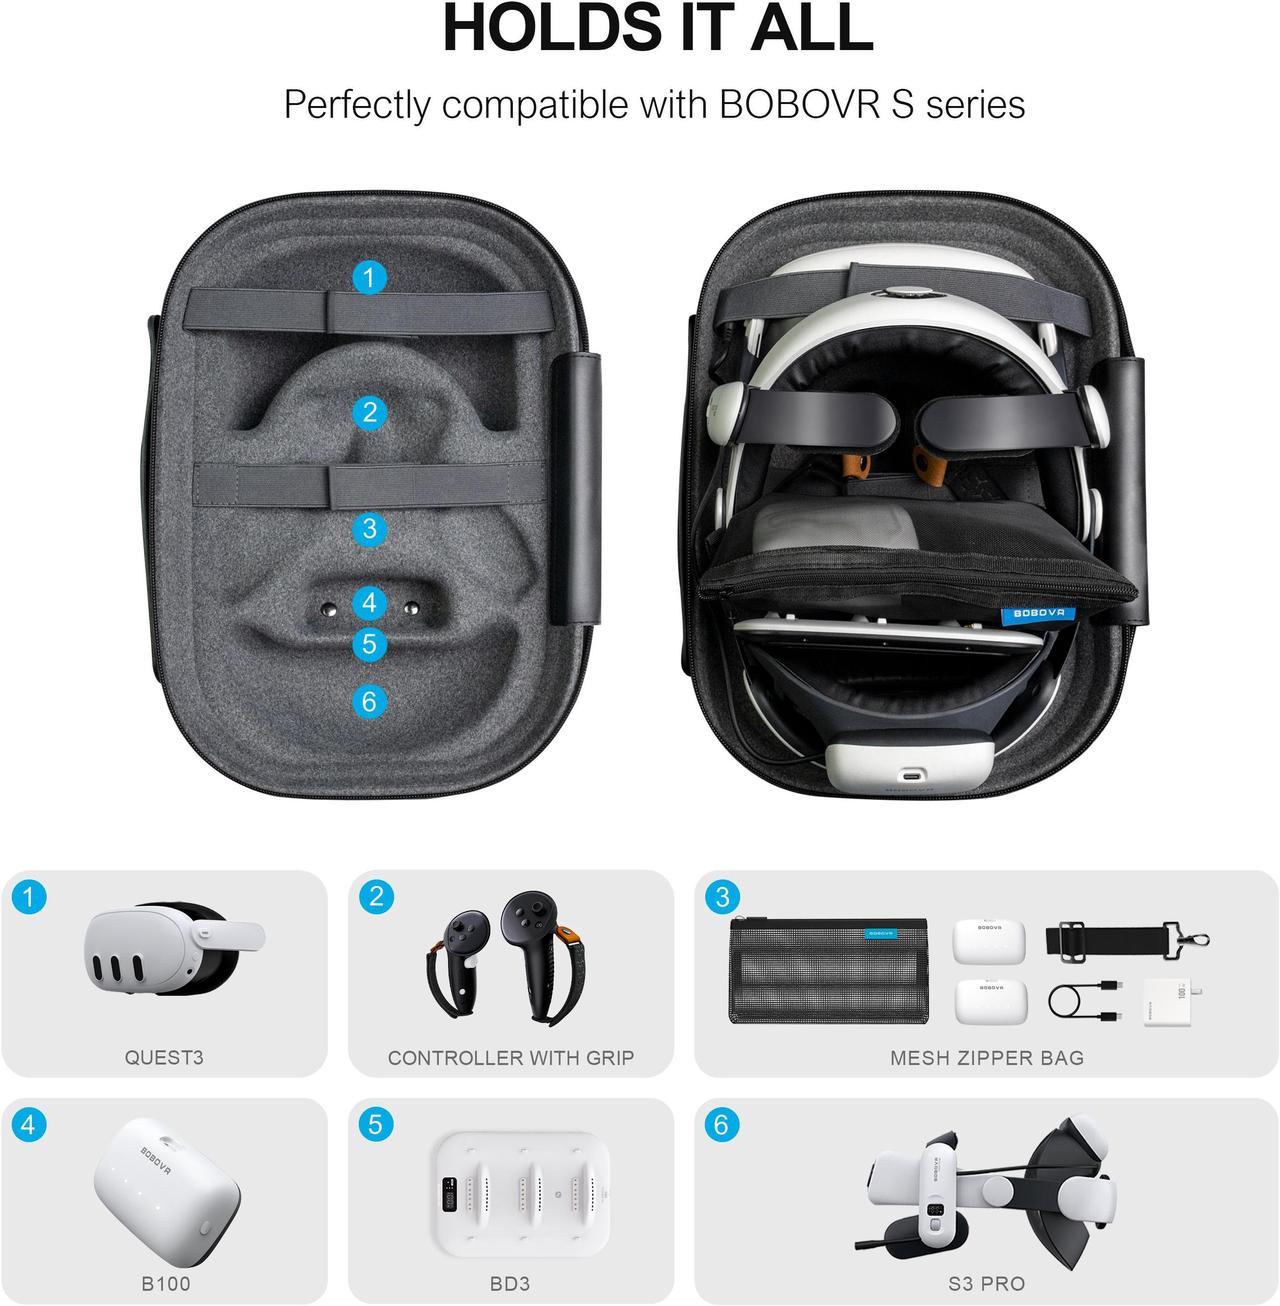 HOLDS IT ALL
Perfectly compatible with BOBOVR S series
1
2
3
4
5
6
BOBOVR
1
QUEST3
2
CONTROLLER WITH GRIP
3
BOBOVR
BOBOVR
100
MESH ZIPPER BAG
4
BOBOVR
B100
5
BD3
6
BOBOVR
S3 PRO